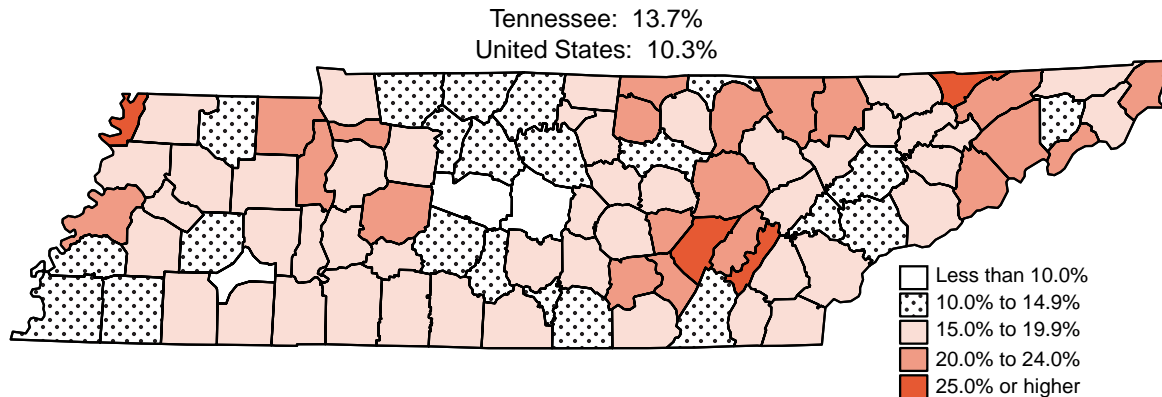 Tennessee: 13.7%
United States: 10.3%
Less than 10.0%
10.0% to 14.9%
15.0% to 19.9%
20.0% to 24.0%
25.0% or higher